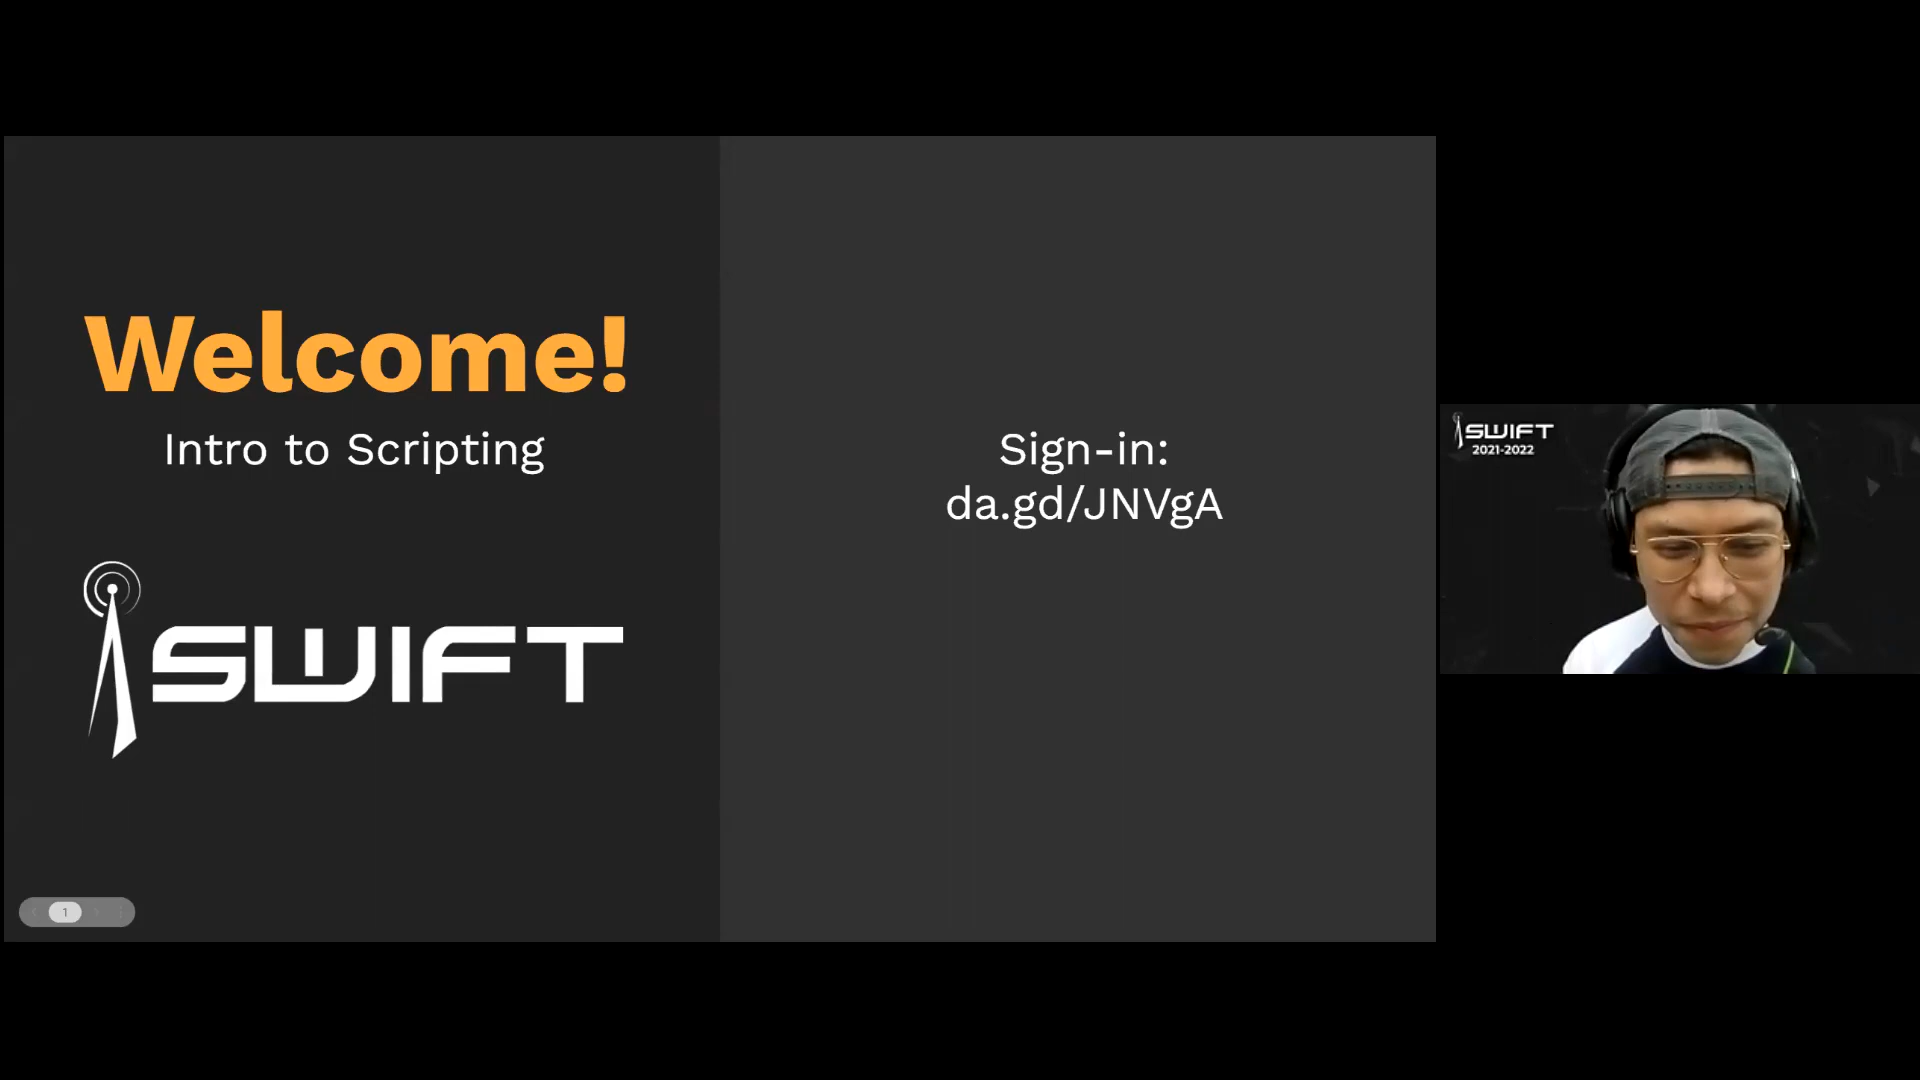 Welcome!
Intro to Scripting
SWIFT
1
Sign-in:
da.gd/JNVgA
SWIFT
2021-2022